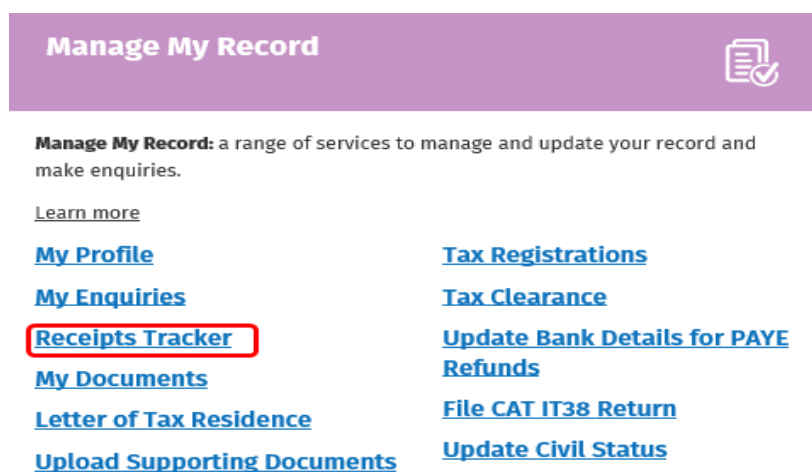 Manage My Record
Manage My Record: a range of services to manage and update your record and
make enquiries.
Learn more
My Profile
My Enquiries
Receipts Tracker
My Documents
Letter of Tax Residence
Upload Supporting Documents
Tax Registrations
Tax Clearance
Update Bank Details for PAYE
Refunds
File CAT IT38 Return
Update Civil Status